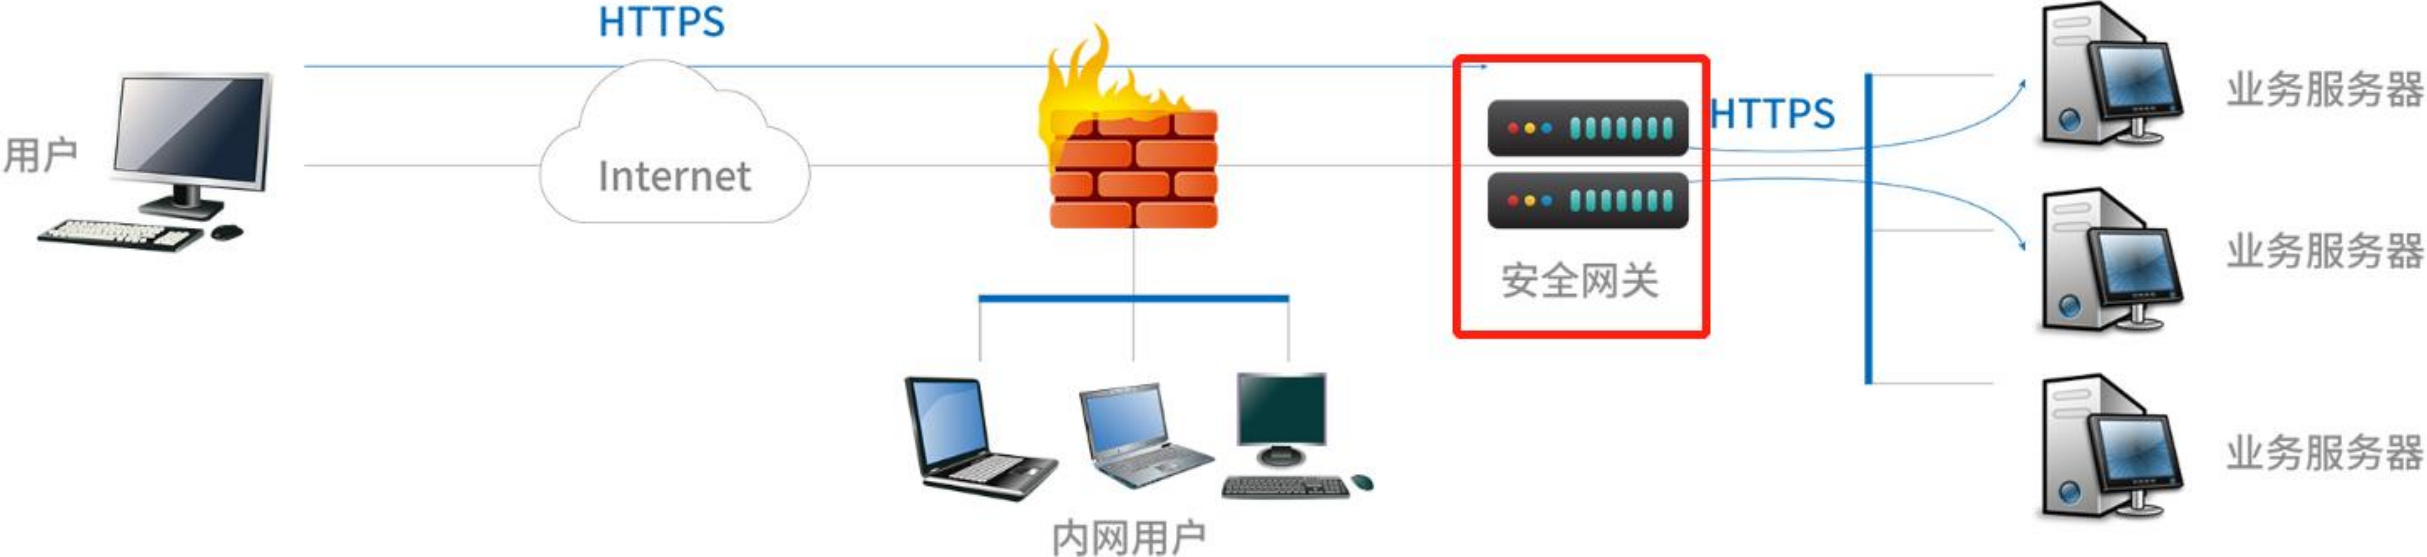 HTTPS
用户
Internet
安全网关
HTTPS
业务服务器
业务服务器
业务服务器
内网用户